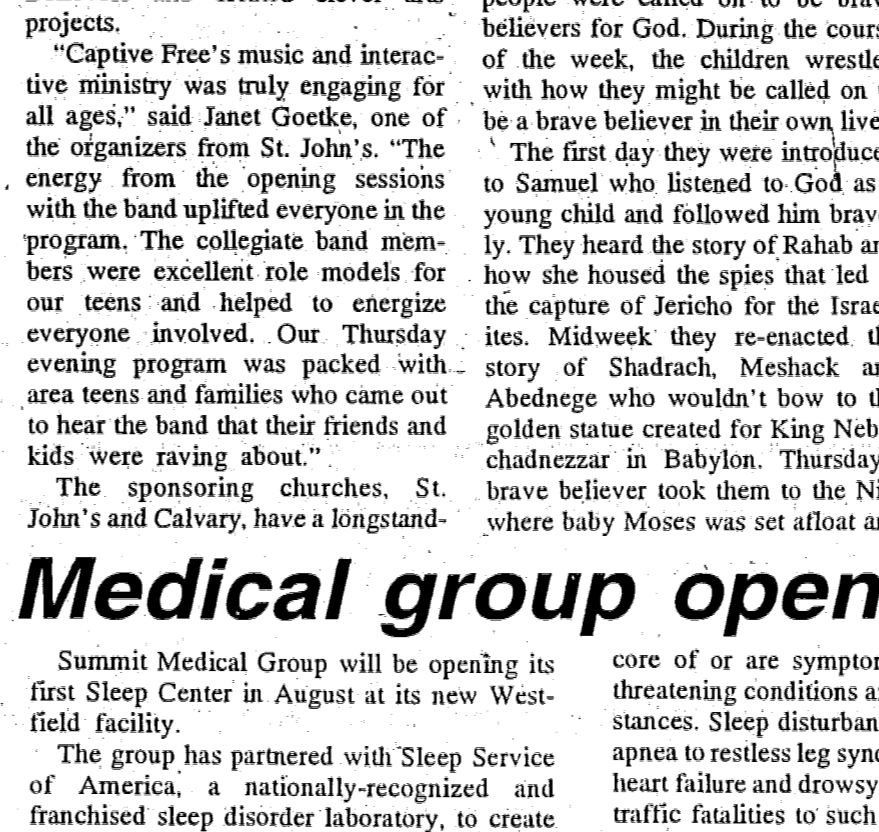 projects.
"Captive Free's music and interac-
tive ministry was truly engaging for
all ages," said Janet Goetke, one of
the organizers from St. John's. "The
energy from the opening sessions
with the band uplifted everyone in the
program. The collegiate band mem-
bers were excellent role models for
our teens and helped to energize
everyone involved. Our Thursday
evening program was packed with
area teens and families who came out
to hear the band that their friends and
kids were raving about."
The sponsoring churches, St.
John's and Calvary, have a longstand-
believers for God. During the cours
of the week, the children wrestle
with how they might be called on
be a brave believer in their own live
The first day they were introduce
to Samuel who listened to God as
young child and followed him brave
ly. They heard the story of Rahab an
how she housed the spies that led
the capture of Jericho for the Israe
ites. Midweek they re-enacted th
story of Shadrach, Meshack an
Abednege who wouldn't bow to th
golden statue created for King Neb
chadnezzar in Babylon. Thursday
brave believer took them to the Ni
where baby Moses was set afloat an
Medical group open
Summit Medical Group will be opening its
first Sleep Center in August at its new West-
field facility.
The group has partnered with Sleep Service
of America, a nationally-recognized and
franchised sleep disorder laboratory, to create
core of or are sympton
threatening conditions a
stances. Sleep disturban
apnea to restless leg sync
heart failure and drowsy
traffic fatalities to such